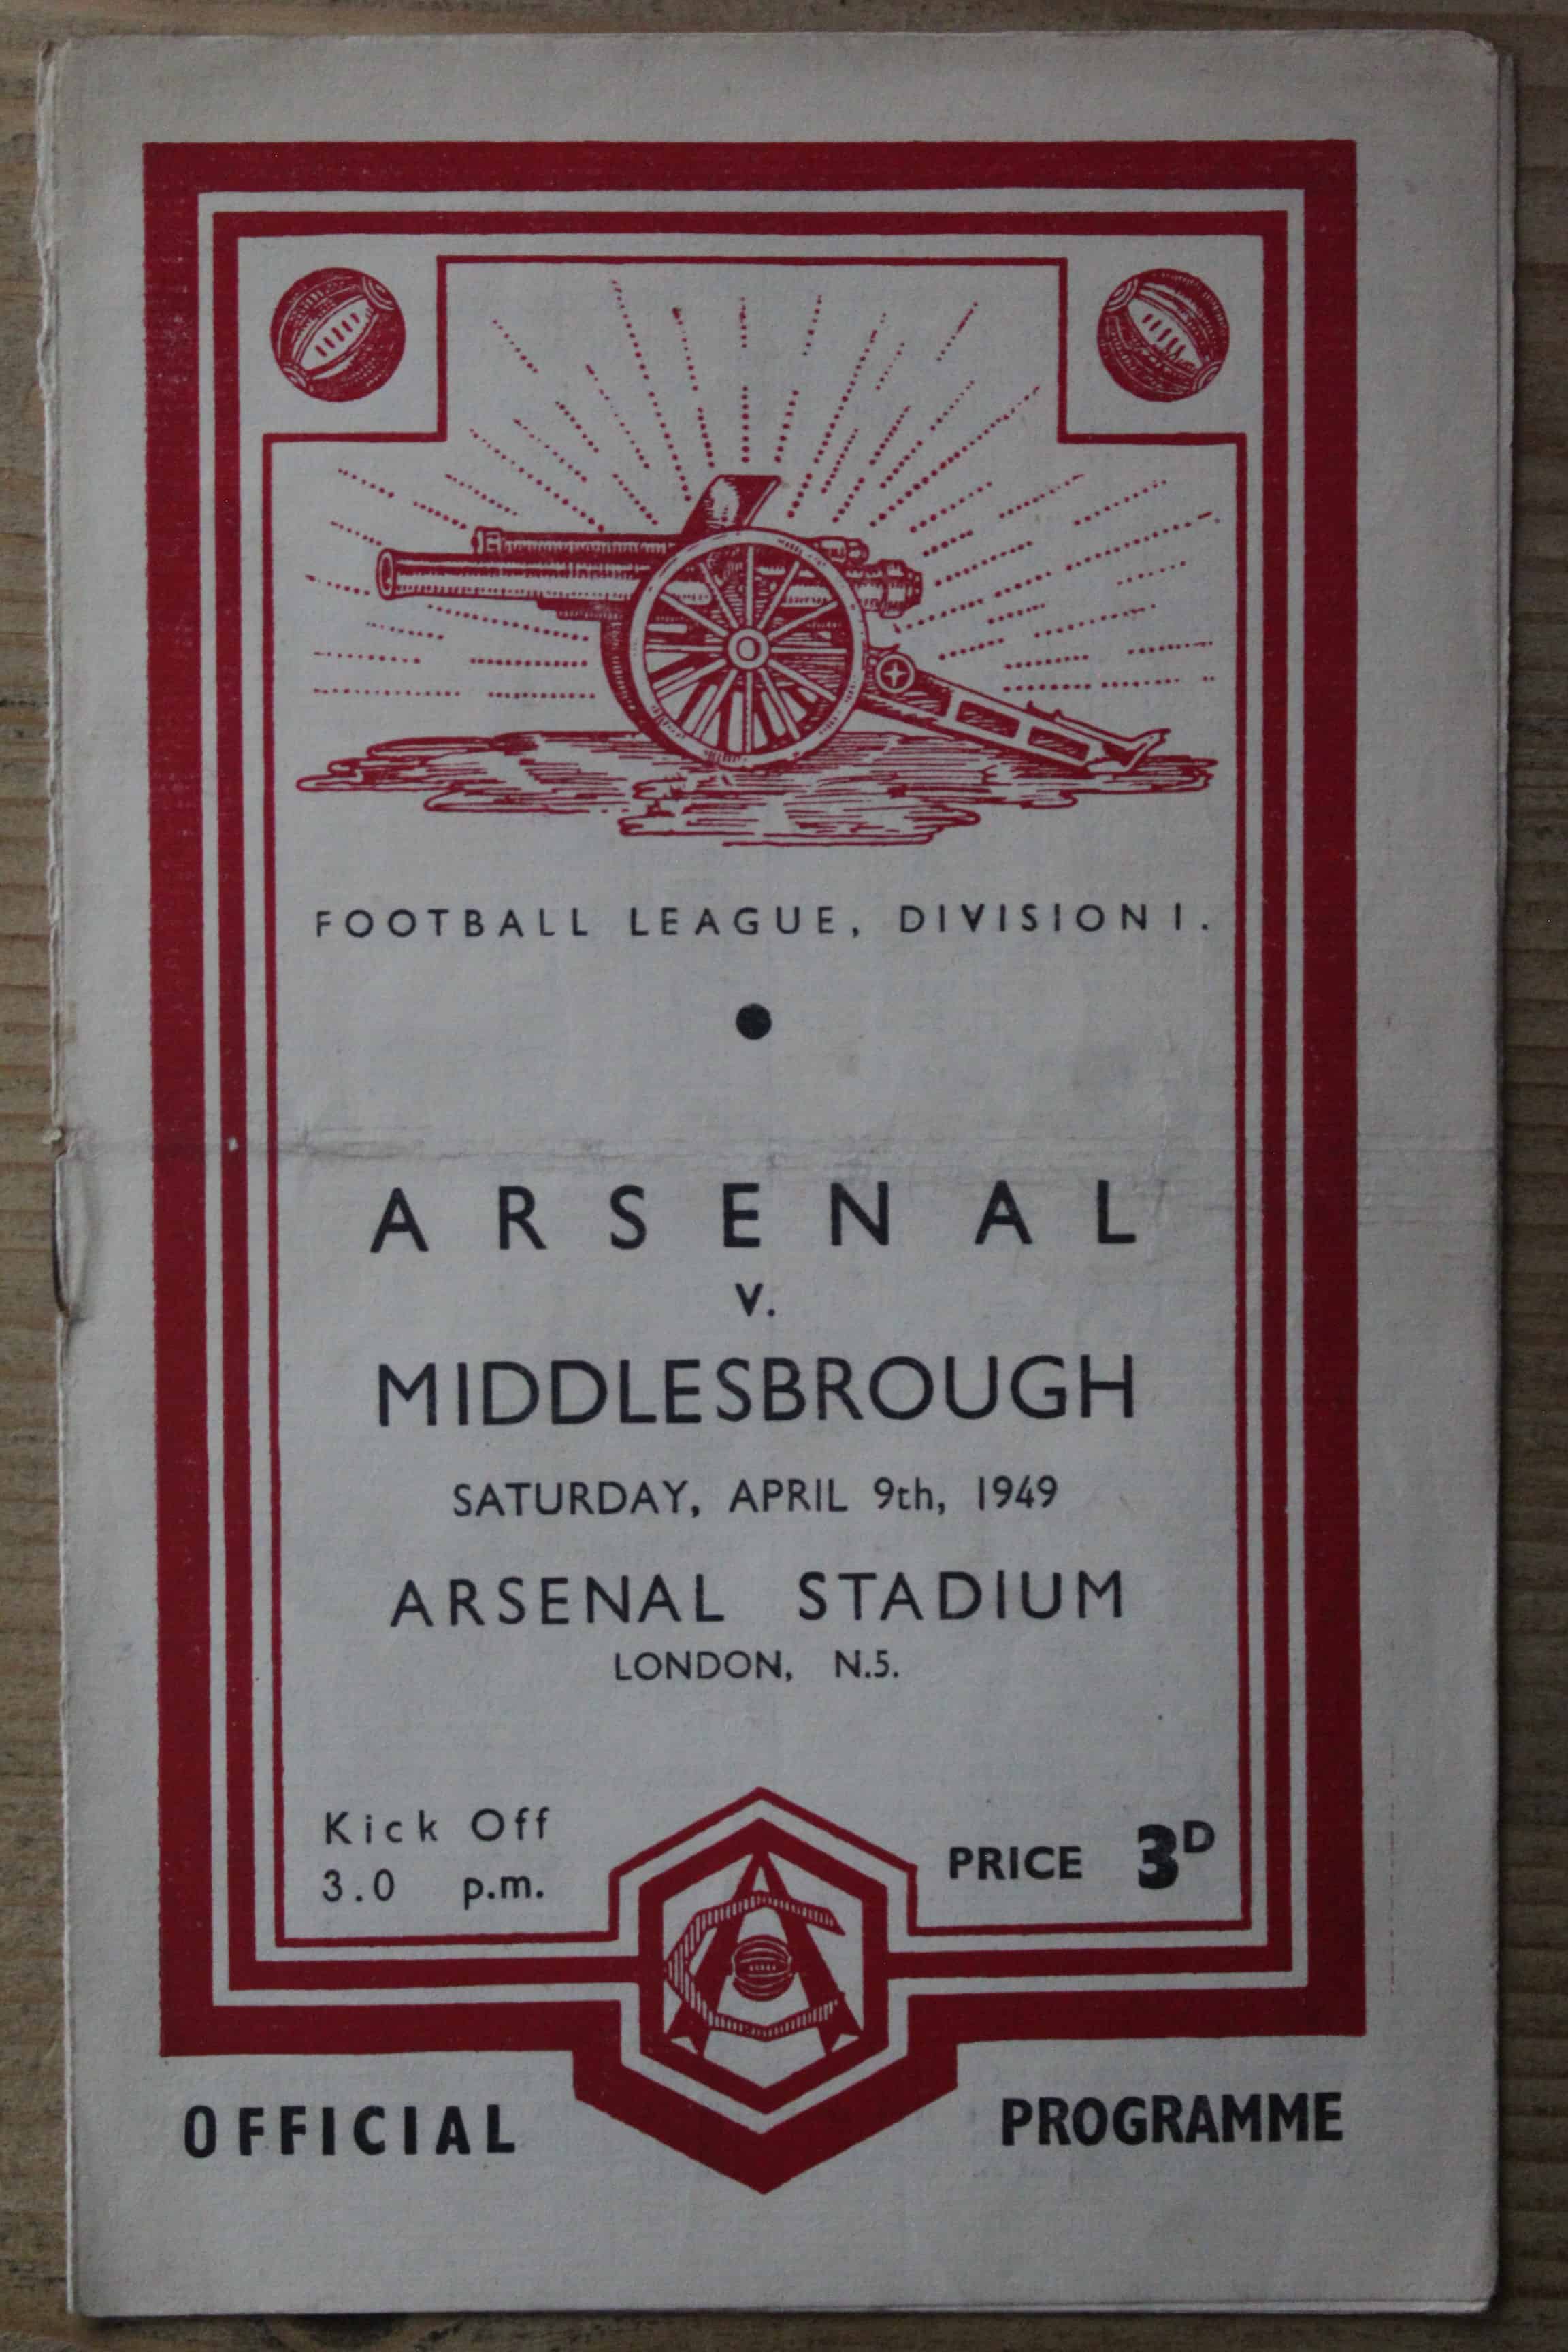 FOOTBALL LEAGUE, DIVISION I.
ARSENAL
v.
MIDDLESBROUGH
SATURDAY, APRIL 9th, 1949
ARSENAL STADIUM
LONDON, N.5.
Kick Off
3.0 p.m.
PRICE 3D
OFFICIAL PROGRAMME